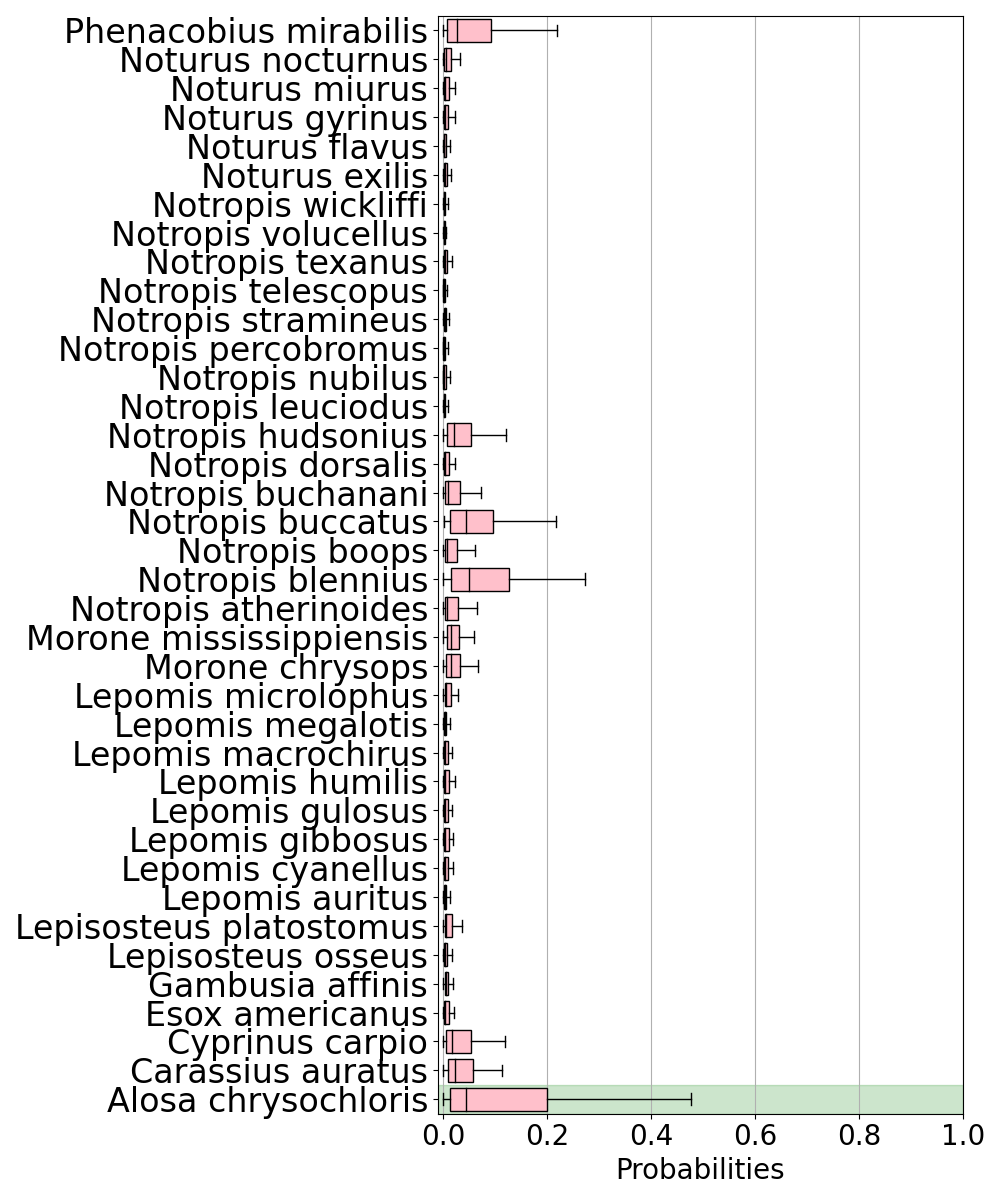 Phenacobius mirabilis
Noturus nocturnus
Noturus miurus
Noturus gyrinus
Noturus flavus
Noturus exilis
Notropis wickliffi
Notropis volucellus
Notropis texanus
Notropis telescopus
Notropis stramineus
Notropis percobromus
Notropis nubilus
Notropis leuciodus
Notropis hudsonius
Notropis dorsalis
Notropis buchanani
Notropis buccatus
Notropis boops
Notropis blennius
Notropis atherinoides
Morone mississippiensis
Morone chrysops
Lepomis microlophus
Lepomis megalotis
Lepomis macrochirus
Lepomis humilis
Lepomis gulosus
Lepomis gibbosus
Lepomis cyanellus
Lepomis auritus
Lepisosteus platostomus
Lepisosteus osseus
Gambusia affinis
Esox americanus
Cyprinus carpio
Carassius auratus
Alosa chrysochloris
0.0 0.2 0.4 0.6 0.8 1.0
Probabilities